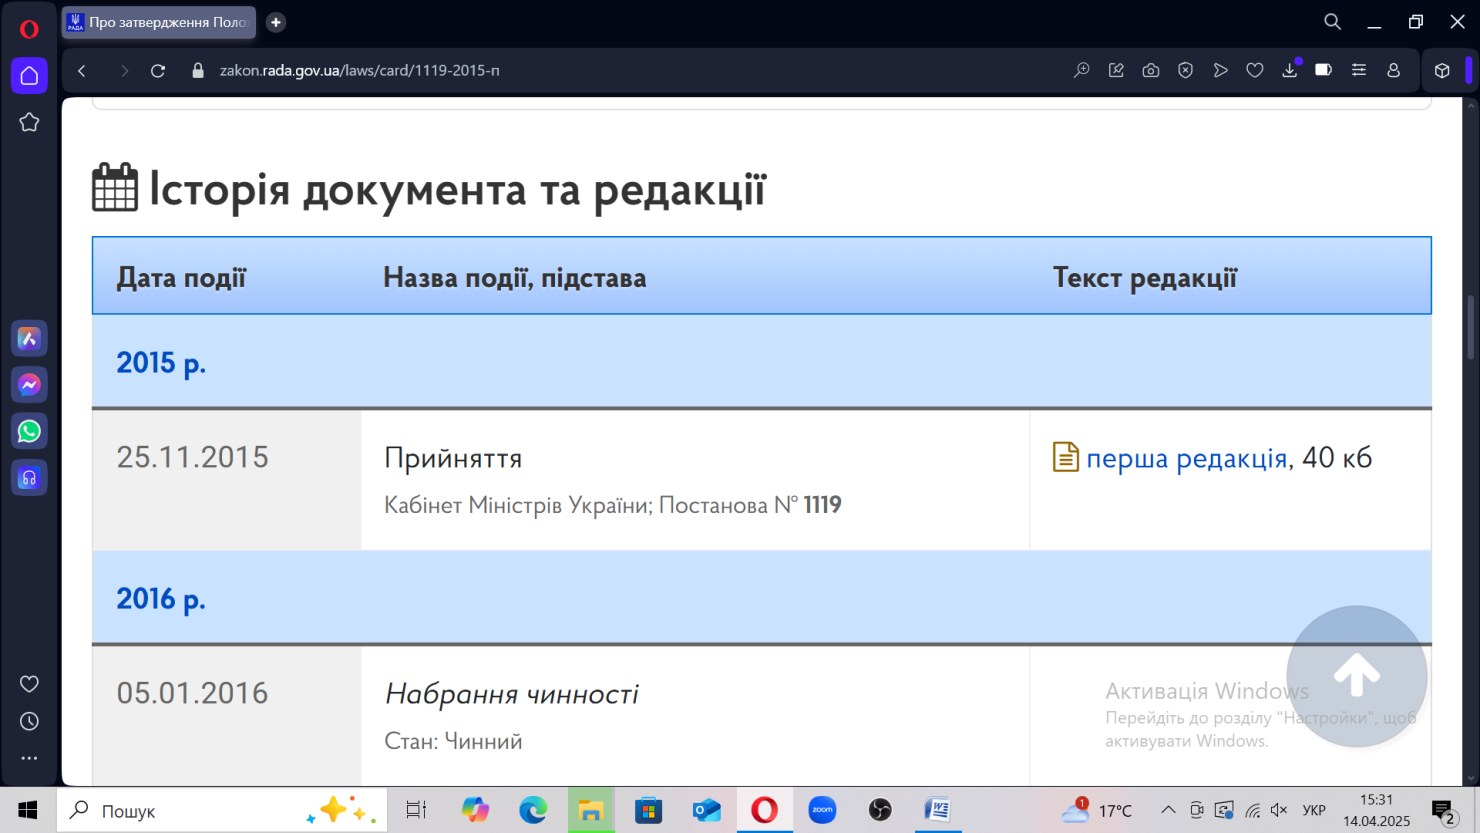 Про затвердження Поло
zakon.rada.gov.ua/laws/card/1119-2015-п
Історія документа та редакції
Дата події Назва події, підстава Текст редакції
2015 р.
25.11.2015 Прийняття перша редакція, 40 кб
Кабінет Міністрів України; Постанова № 1119
2016 р.
05.01.2016 Набрання чинності
Стан: Чинний
Активація Windows
Перейдіть до розділу "Настройки", щоб
активувати Windows.
Пошук
zoom
1
17°C
УКР
15:31
14.04.2025
2